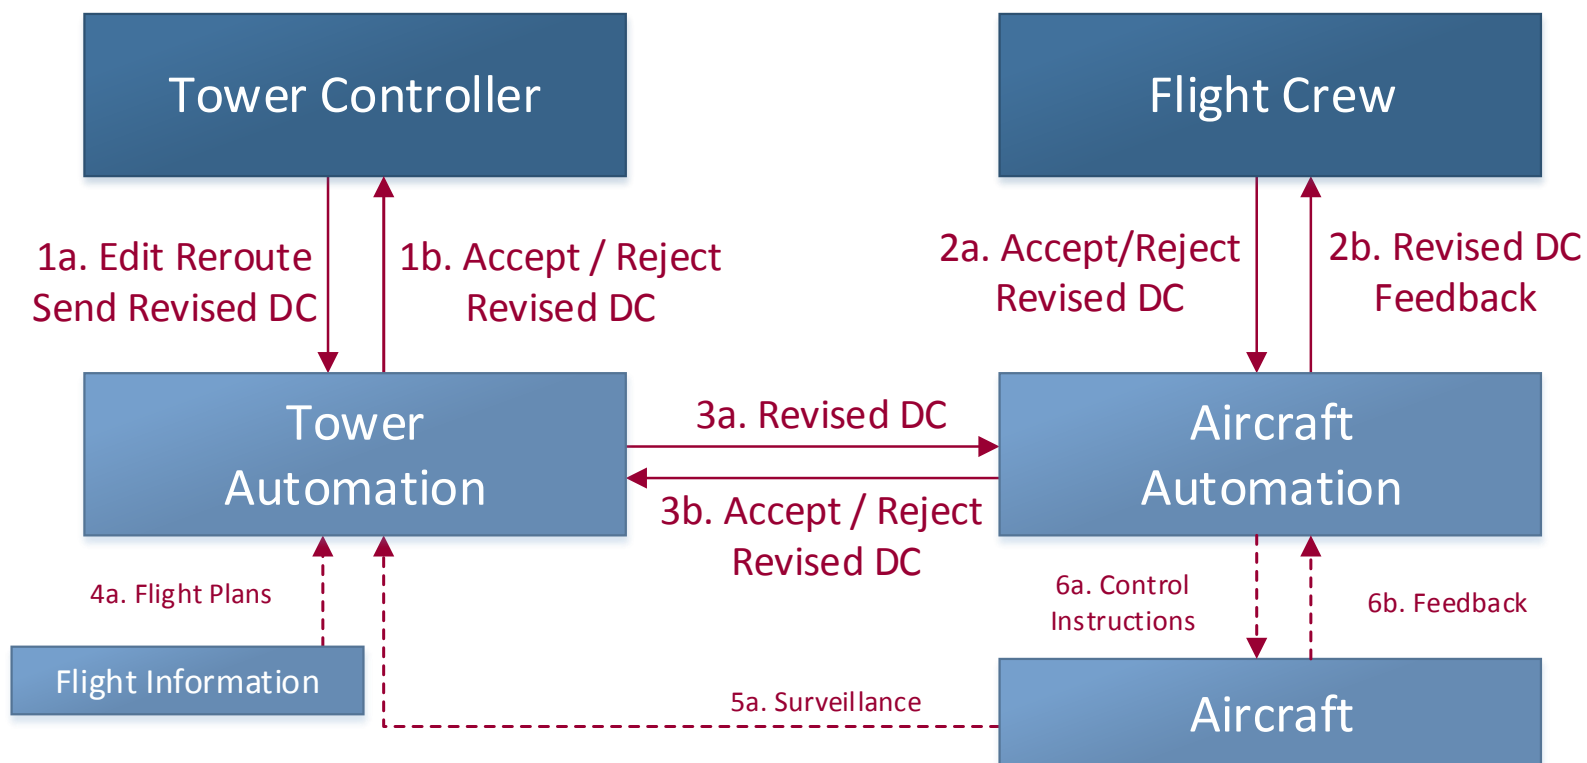 Tower Controller
Flight Crew
1a. Edit Reroute
Send Revised DC
1b. Accept / Reject
Revised DC
2a. Accept/Reject
Revised DC
2b. Revised DC
Feedback
Tower
Automation
3a. Revised DC
3b. Accept / Reject
Revised DC
Aircraft
Automation
4a. Flight Plans
6a. Control
Instructions
6b. Feedback
Flight Information
5a. Surveillance
Aircraft